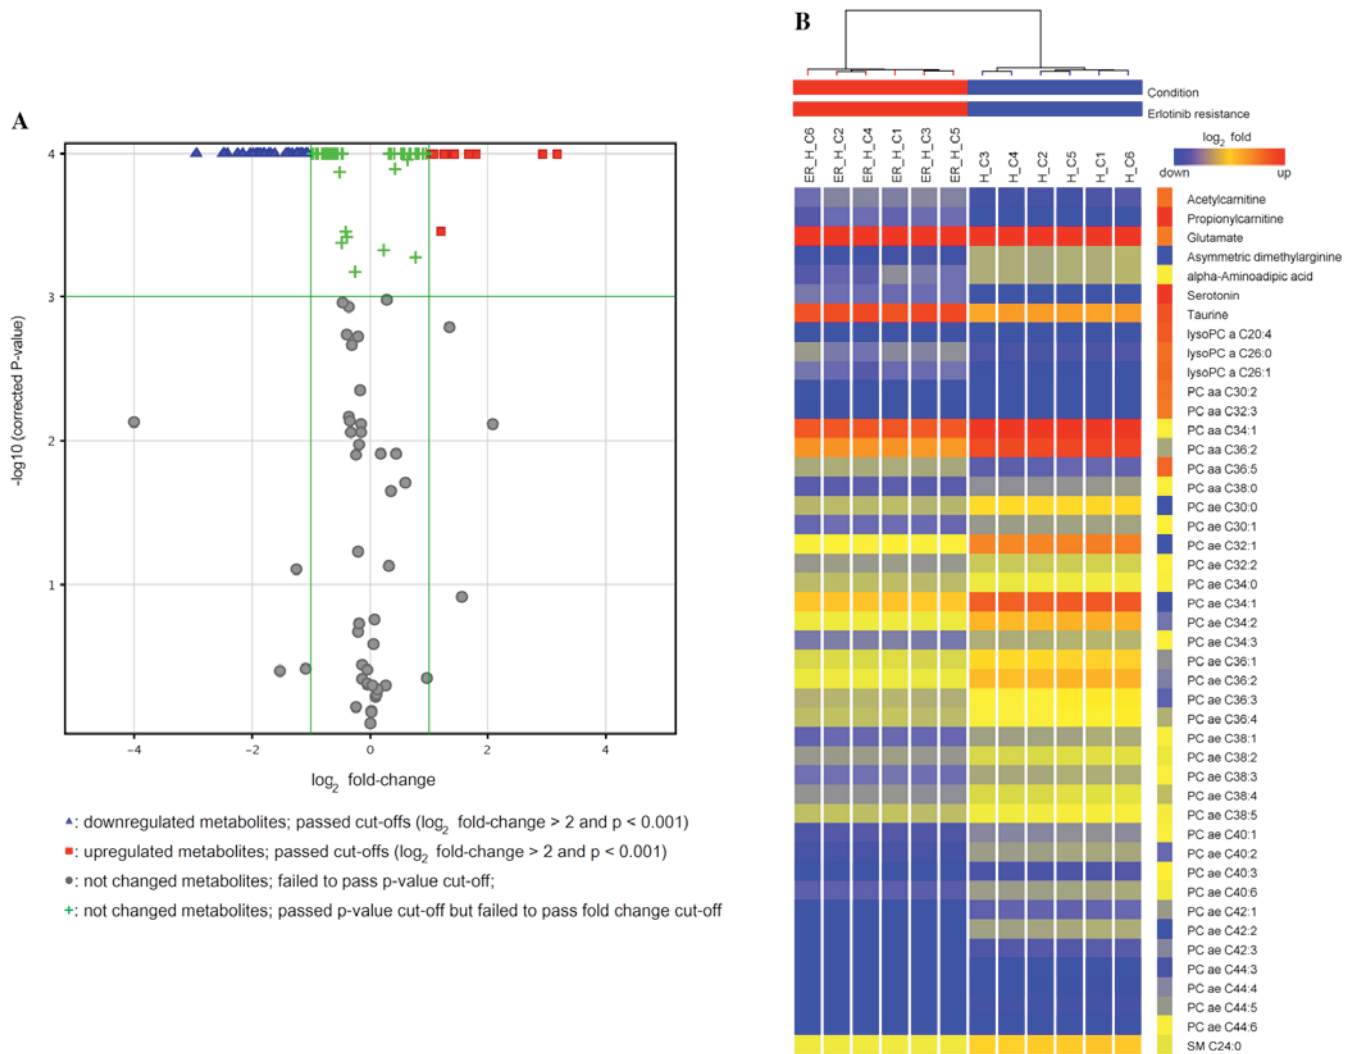 A
-log10 (corrected P-value)
4
3
2
1
-4
-2
0
2
4
log2 fold-change
▲: downregulated metabolites; passed cut-offs (log2 fold-change > 2 and p < 0.001)
■: upregulated metabolites; passed cut-offs (log2 fold-change > 2 and p < 0.001)
●: not changed metabolites; failed to pass p-value cut-off;
+: not changed metabolites; passed p-value cut-off but failed to pass fold change cut-off
B
Condition
Erlotinib resistance
log2 fold
down up
ER_H_C6
ER_H_C2
ER_H_C4
ER_H_C1
ER_H_C3
ER_H_C5
H_C3
H_C4
H_C2
H_C5
H_C1
H_C6
Acetylcarnitine
Propionylcarnitine
Glutamate
Asymmetric dimethylarginine
alpha-Aminoadipic acid
Serotonin
Taurine
lysoPC a C20:4
lysoPC a C26:0
lysoPC a C26:1
PC aa C30:2
PC aa C32:3
PC aa C34:1
PC aa C36:2
PC aa C36:5
PC aa C38:0
PC ae C30:0
PC ae C30:1
PC ae C32:1
PC ae C32:2
PC ae C34:0
PC ae C34:1
PC ae C34:2
PC ae C34:3
PC ae C36:1
PC ae C36:2
PC ae C36:3
PC ae C36:4
PC ae C38:1
PC ae C38:2
PC ae C38:3
PC ae C38:4
PC ae C38:5
PC ae C40:1
PC ae C40:2
PC ae C40:3
PC ae C40:6
PC ae C42:1
PC ae C42:2
PC ae C42:3
PC ae C44:3
PC ae C44:4
PC ae C44:5
PC ae C44:6
SM C24:0